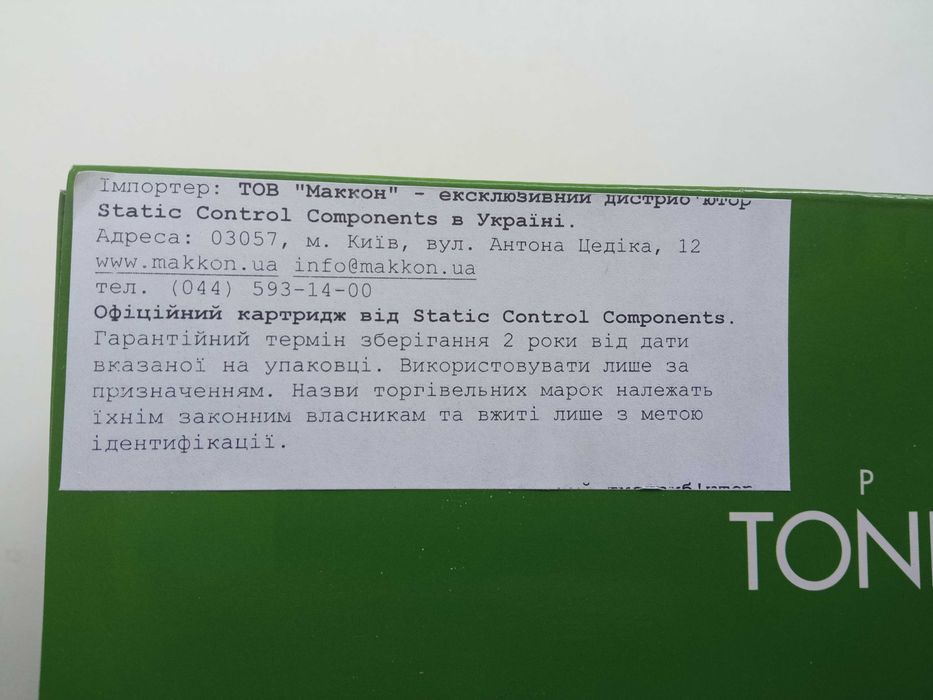 Імпортер: ТОВ "Маккон" – ексклюзивний
Static Control Components в Україні.
Адреса: 03057, м. Київ, вул. Антона Цедіка, 12
www.makkon.ua info@makkon.ua
тел. (044) 593-14-00
Офіційний картридж від Static Control Components.
Гарантійний термін зберігання 2 роки від дати
вказаної на упаковці. Використовувати лише за
призначенням. Назви торгівельних марок належать
їхнім законним власникам та вжиті лише з метою
ідентифікації.
P
TON